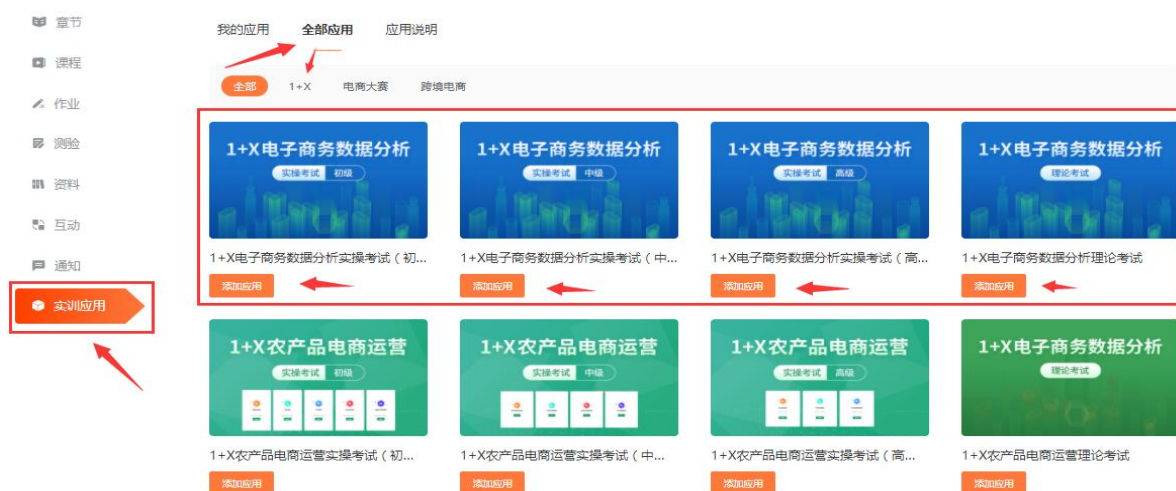 章节
课程
作业
测验
资料
互动
通知
实训应用
我的应用 全部应用 应用说明
全部 1+X 电商大赛 跨境电商
1+X电子商务数据分析
实操考试 初级
1+X电子商务数据分析实操考试（初...
添加应用
1+X电子商务数据分析
实操考试 中级
1+X电子商务数据分析实操考试（中...
添加应用
1+X电子商务数据分析
实操考试 高级
1+X电子商务数据分析实操考试（高...
添加应用
1+X电子商务数据分析
理论考试
1+X电子商务数据分析理论考试
添加应用
1+X农产品电商运营
实操考试 初级
1+X农产品电商运营实操考试（初...
添加应用
1+X农产品电商运营
实操考试 中级
1+X农产品电商运营实操考试（中...
添加应用
1+X农产品电商运营
实操考试 高级
1+X农产品电商运营实操考试（高...
添加应用
1+X电子商务数据分析
理论考试
1+X农产品电商运营理论考试
添加应用